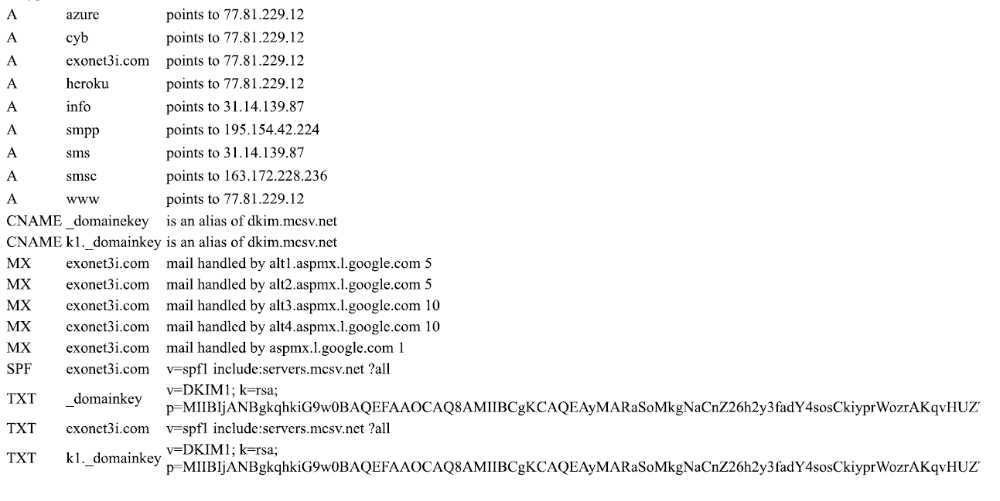 A azure points to 77.81.229.12
A cyb points to 77.81.229.12
A exonet3i.com points to 77.81.229.12
A heroku points to 77.81.229.12
A info points to 31.14.139.87
A smpp points to 195.154.42.224
A sms points to 31.14.139.87
A smsc points to 163.172.228.236
A www points to 77.81.229.12
CNAME _domainekey is an alias of dkim.mcsv.net
CNAME k1._domainkey is an alias of dkim.mcsv.net
MX exonet3i.com mail handled by alt1.aspmx.l.google.com 5
MX exonet3i.com mail handled by alt2.aspmx.l.google.com 5
MX exonet3i.com mail handled by alt3.aspmx.l.google.com 10
MX exonet3i.com mail handled by alt4.aspmx.l.google.com 10
MX exonet3i.com mail handled by aspmx.l.google.com 1
SPF exonet3i.com v=spf1 include:servers.mcsv.net ?all
TXT _domainkey v=DKIM1; k=rsa;
p=MIIBIjANBgkqhkiG9w0BAQEFAAOCAQ8AMIIBCgKCAQEAyMARaSoMkgNaCnZ26h2y3fadY4sosCkiyprWozrAKqvHUZ
TXT exonet3i.com v=spf1 include:servers.mcsv.net ?all
TXT k1._domainkey v=DKIM1; k=rsa;
p=MIIBIjANBgkqhkiG9w0BAQEFAAOCAQ8AMIIBCgKCAQEAyMARaSoMkgNaCnZ26h2y3fadY4sosCkiyprWozrAKqvHUZ